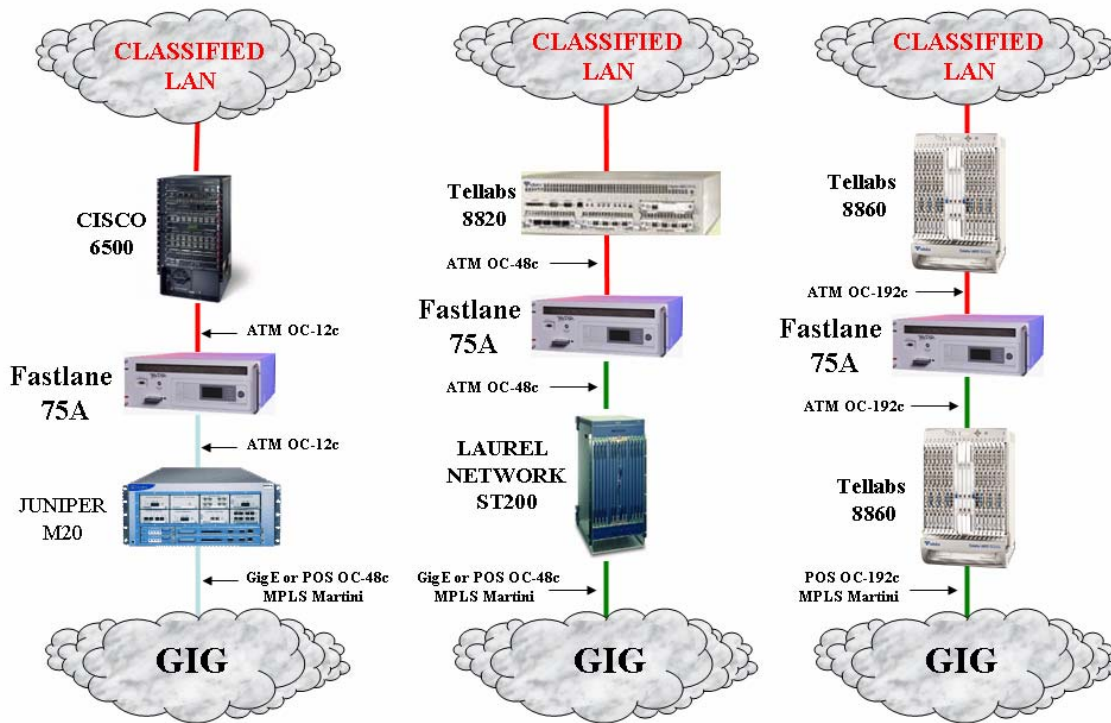 CLASSIFIED
LAN
CISCO
6500
ATM OC-12c
Fastlane
75A
ATM OC-12c
JUNIPER
M20
GigE or POS OC-48c
MPLS Martini
GIG
CLASSIFIED
LAN
Tellabs
8820
ATM OC-48c
Fastlane
75A
ATM OC-48c
LAUREL
NETWORK
ST200
GigE or POS OC-48c
MPLS Martini
GIG
CLASSIFIED
LAN
Tellabs
8860
ATM OC-192c
Fastlane
75A
ATM OC-192c
Tellabs
8860
POS OC-192c
MPLS Martini
GIG